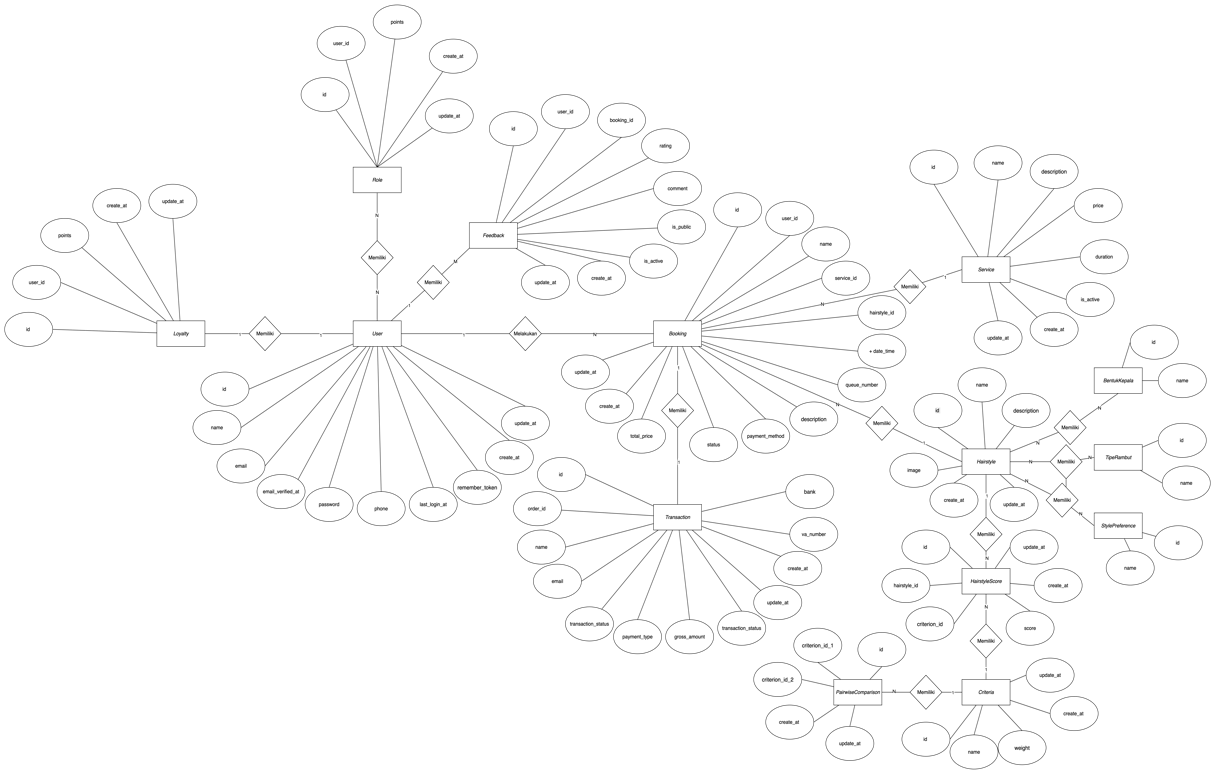 points
user_id
create_at
id
update_at
Role
N
Memiliki
N
id
user_id
booking_id
rating
comment
is_public
is_active
create_at
update_at
Feedback
M
Memiliki
1
update_at
create_at
points
user_id
id
Loyalty
1
Memiliki
1
User
1
Melakukan
N
Booking
id
name
email
email_verified_at
password
phone
last_login_at
remember_token
create_at
update_at
id
user_id
name
service_id
hairstyle_id
+ date_time
queue_number
description
payment_method
status
total_price
create_at
update_at
N
Memiliki
1
Service
id
name
description
price
duration
is_active
create_at
update_at
N
Memiliki
1
1
Memiliki
1
Transaction
id
order_id
name
email
transaction_status
payment_type
gross_amount
transaction_status
update_at
create_at
va_number
bank
Hairstyle
id
name
description
image
create_at
update_at
N
Memiliki
N
BentukKepala
id
name
N
Memiliki
N
TipeRambut
id
name
N
Memiliki
N
StylePreference
id
name
1
Memiliki
N
HairstyleScore
id
update_at
hairstyle_id
create_at
criterion_id
score
N
Memiliki
1
Criteria
update_at
create_at
id
name
weight
1
Memiliki
N
PairwiseComparison
criterion_id_1
id
criterion_id_2
create_at
update_at